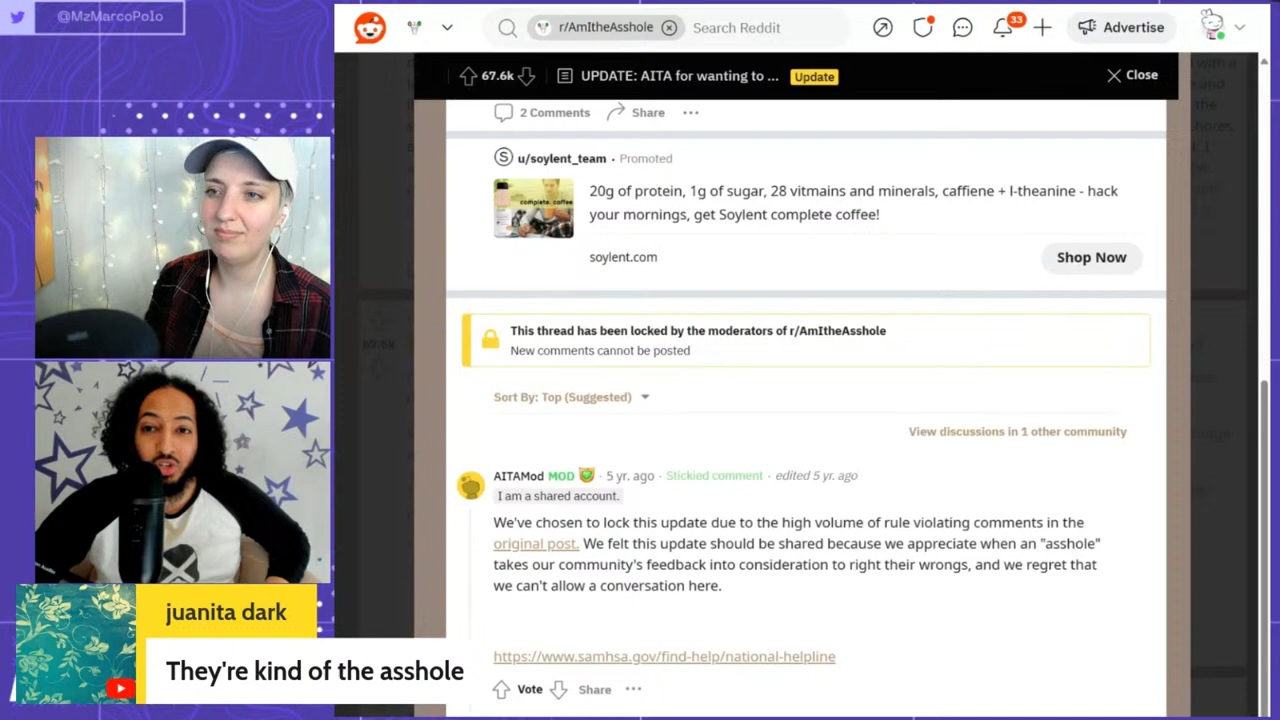 @MzMarcoPolo
r/AmItheAsshole
Search Reddit
33
Advertise
67.6k
UPDATE: AITA for wanting to ...
Update
Close
2 Comments
Share
u/soylent_team • Promoted
20g of protein, 1g of sugar, 28 vitmains and minerals, caffiene + l-theanine - hack
your mornings, get Soylent complete coffee!
complete. coffee
soylent.com
Shop Now
This thread has been locked by the moderators of r/AmItheAsshole
New comments cannot be posted
67.6k
Sort By: Top (Suggested)
View discussions in 1 other community
AITAMod MOD · 5 yr. ago · Stickied comment · edited 5 yr. ago
I am a shared account.
We've chosen to lock this update due to the high volume of rule violating comments in the
original post. We felt this update should be shared because we appreciate when an "asshole"
takes our community's feedback into consideration to right their wrongs, and we regret that
we can't allow a conversation here.
https://www.samhsa.gov/find-help/national-helpline
Vote
Share
juanita dark
They're kind of the asshole